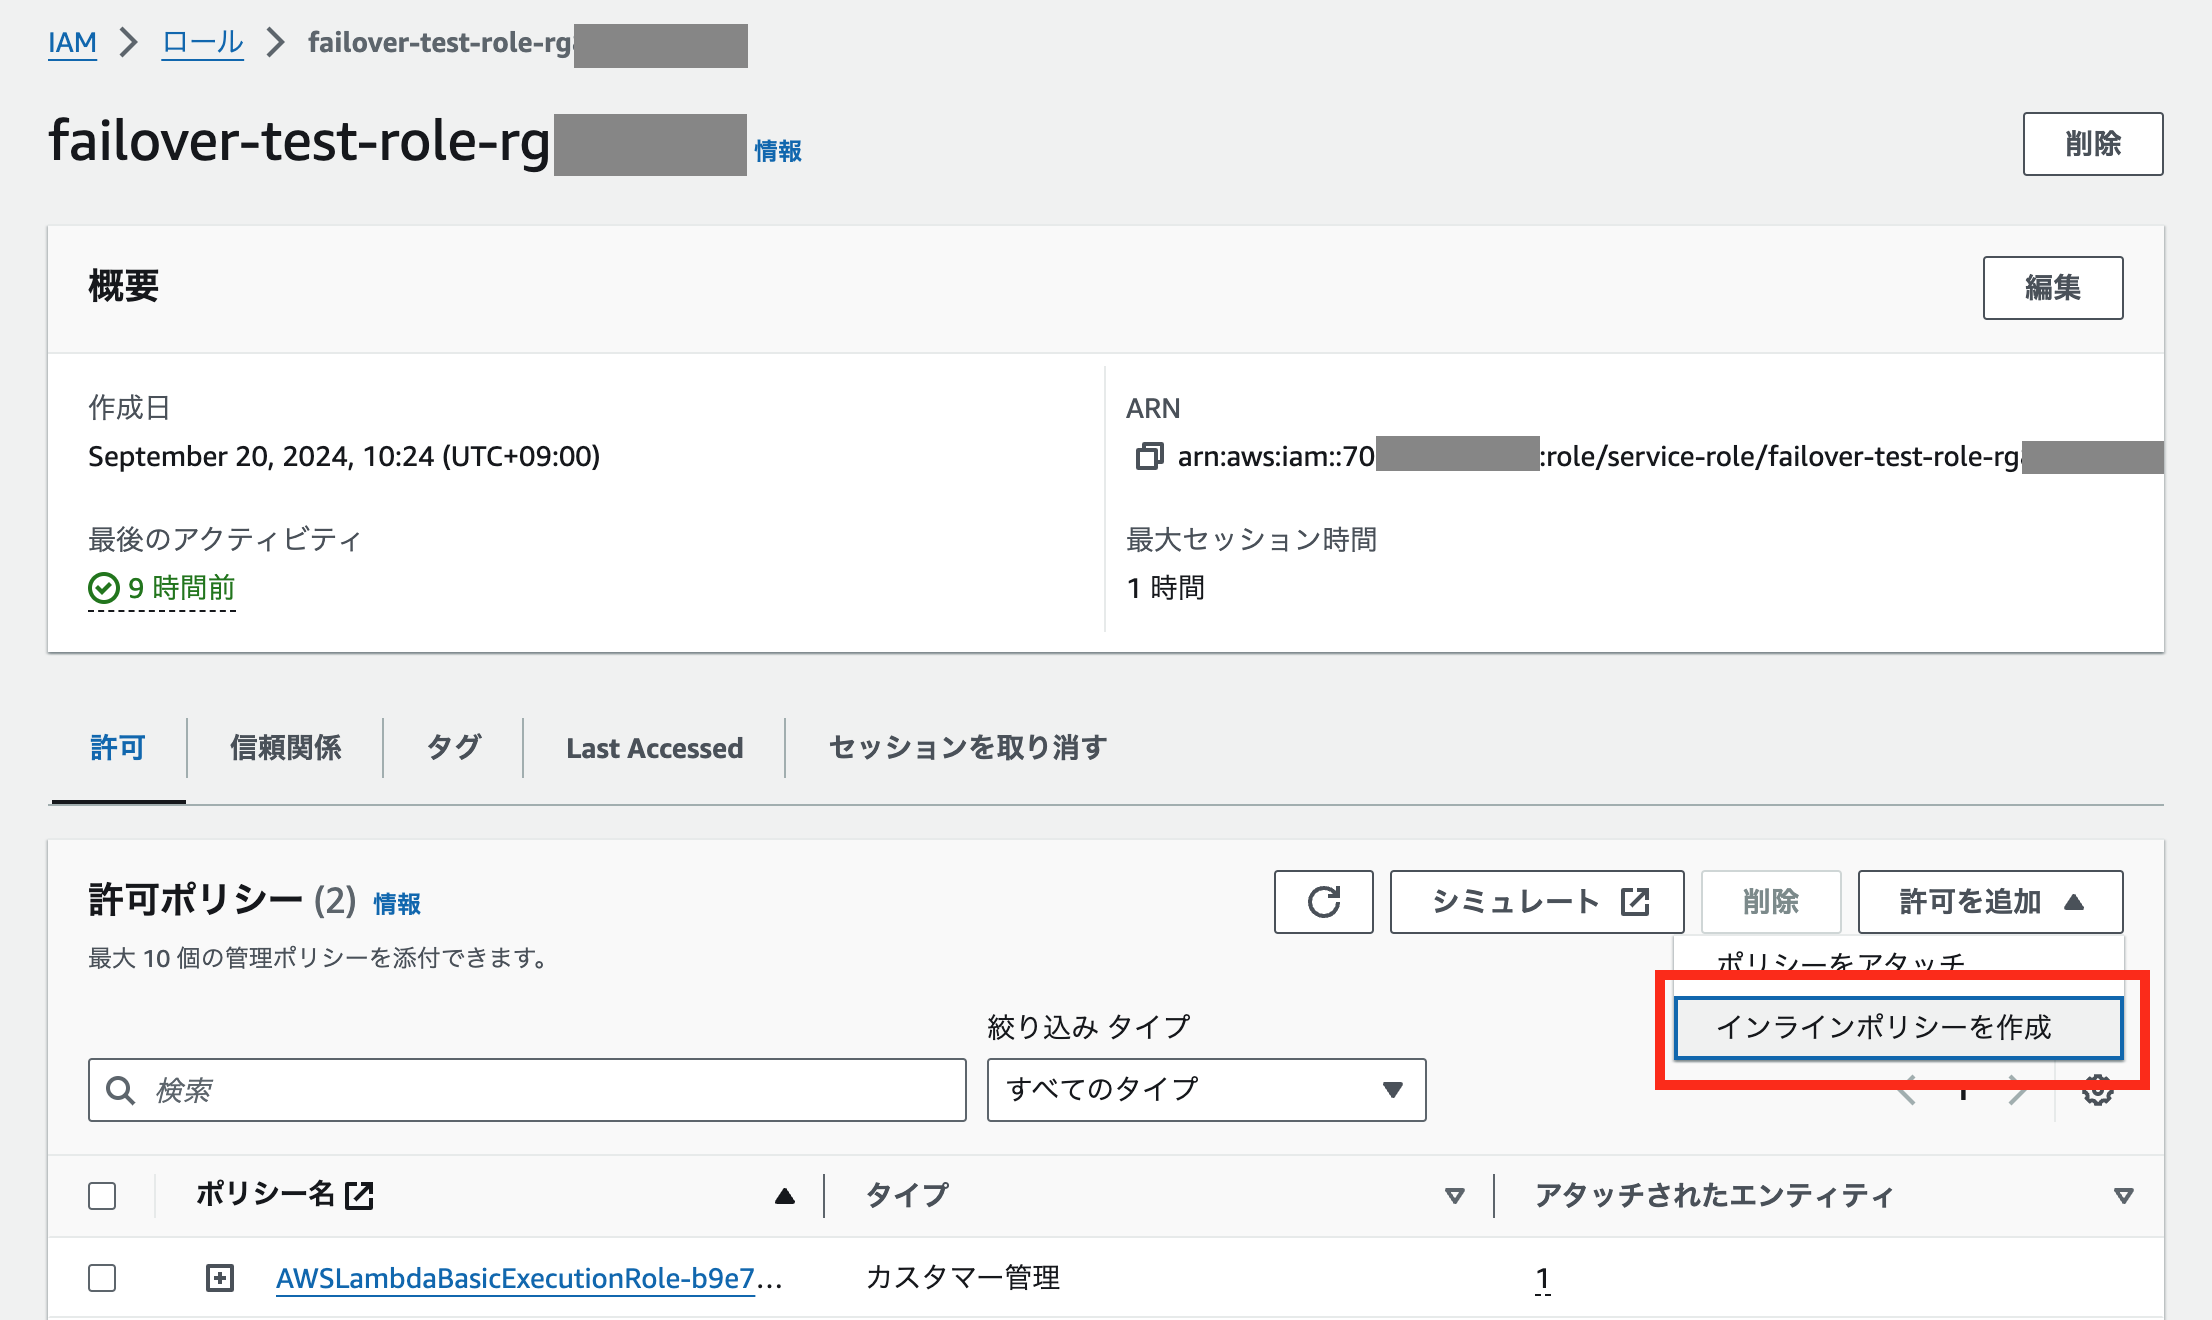 IAM > ロール > failover-test-role-rg
failover-test-role-rg 情報
削除
概要
編集
作成日
September 20, 2024, 10:24 (UTC+09:00)
ARN
arn:aws:iam::70 :role/service-role/failover-test-role-rg
最後のアクティビティ
9 時間前
最大セッション時間
1 時間
許可
信頼関係
タグ
Last Accessed
セッションを取り消す
許可ポリシー (2) 情報
最大 10 個の管理ポリシーを添付できます。
シミュレート
削除
許可を追加
ポリシーをアタッチ
インラインポリシーを作成
絞り込み タイプ
検索
すべてのタイプ
1
ポリシー名
タイプ
アタッチされたエンティティ
AWSLambdaBasicExecutionRole-b9e7...
カスタマー管理
1